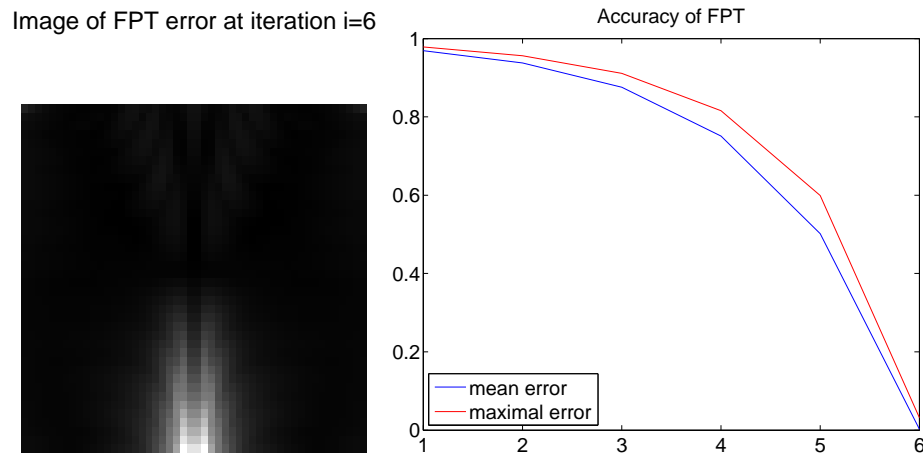 Image of FPT error at iteration i=6
Accuracy of FPT
1
0.8
0.6
0.4
0.2
0
mean error
maximal error
1 2 3 4 5 6